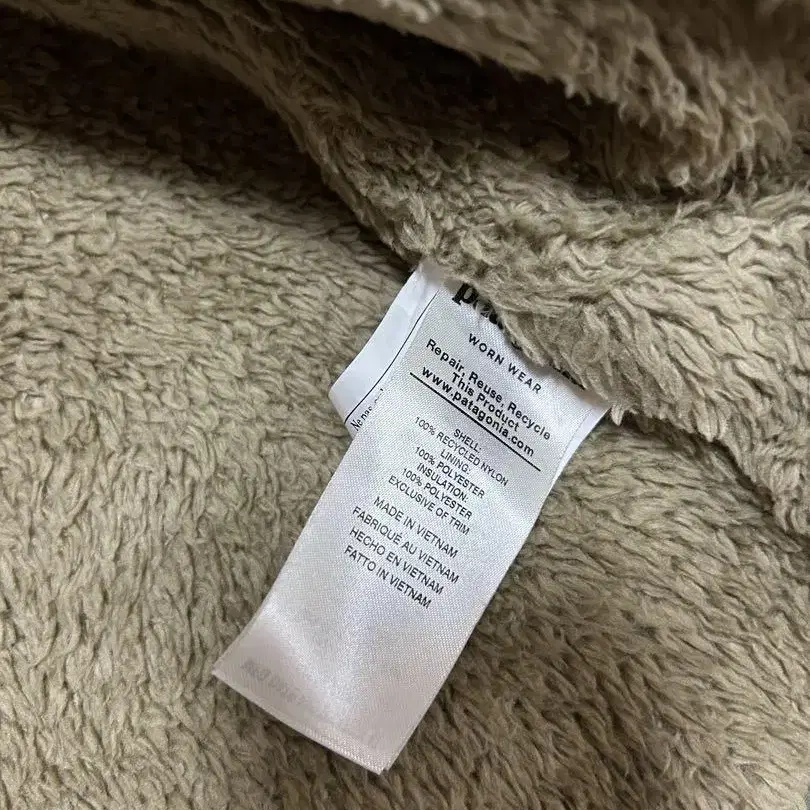 WORN WEAR
Repair, Reuse, Recycle
This Product
www.patagonia.com
SHELL:
100% RECYCLED NYLON
LINING:
100% POLYESTER
INSULATION:
100% POLYESTER
EXCLUSIVE OF TRIM
MADE IN VIETNAM
FABRIQUÉ AU VIETNAM
HECHO EN VIETNAM
FATTO IN VIETNAM